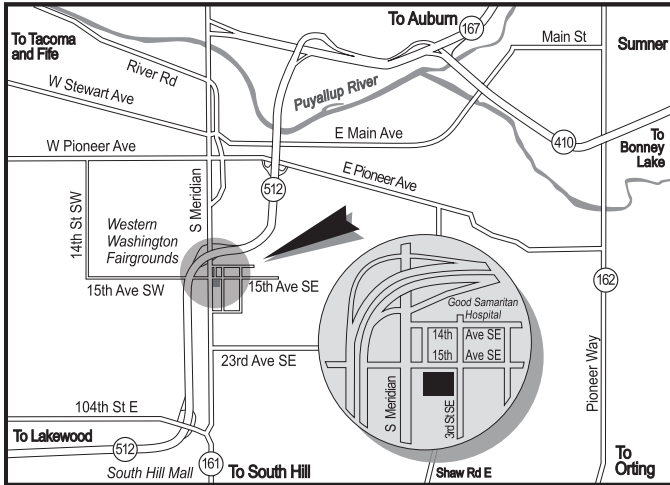 To Auburn
167
Main St
Sumner
To Tacoma
and Fife
River Rd
W Stewart Ave
Puyallup River
E Main Ave
410
To
Bonney
Lake
W Pioneer Ave
E Pioneer Ave
512
S Meridian
14th St SW
Western
Washington
Fairgrounds
15th Ave SW
15th Ave SE
162
Good Samaritan
Hospital
14th Ave SE
15th Ave SE
S Meridian
3rd St SE
23rd Ave SE
Pioneer Way
104th St E
To Lakewood
512
South Hill Mall
161
To South Hill
Shaw Rd E
To
Orting